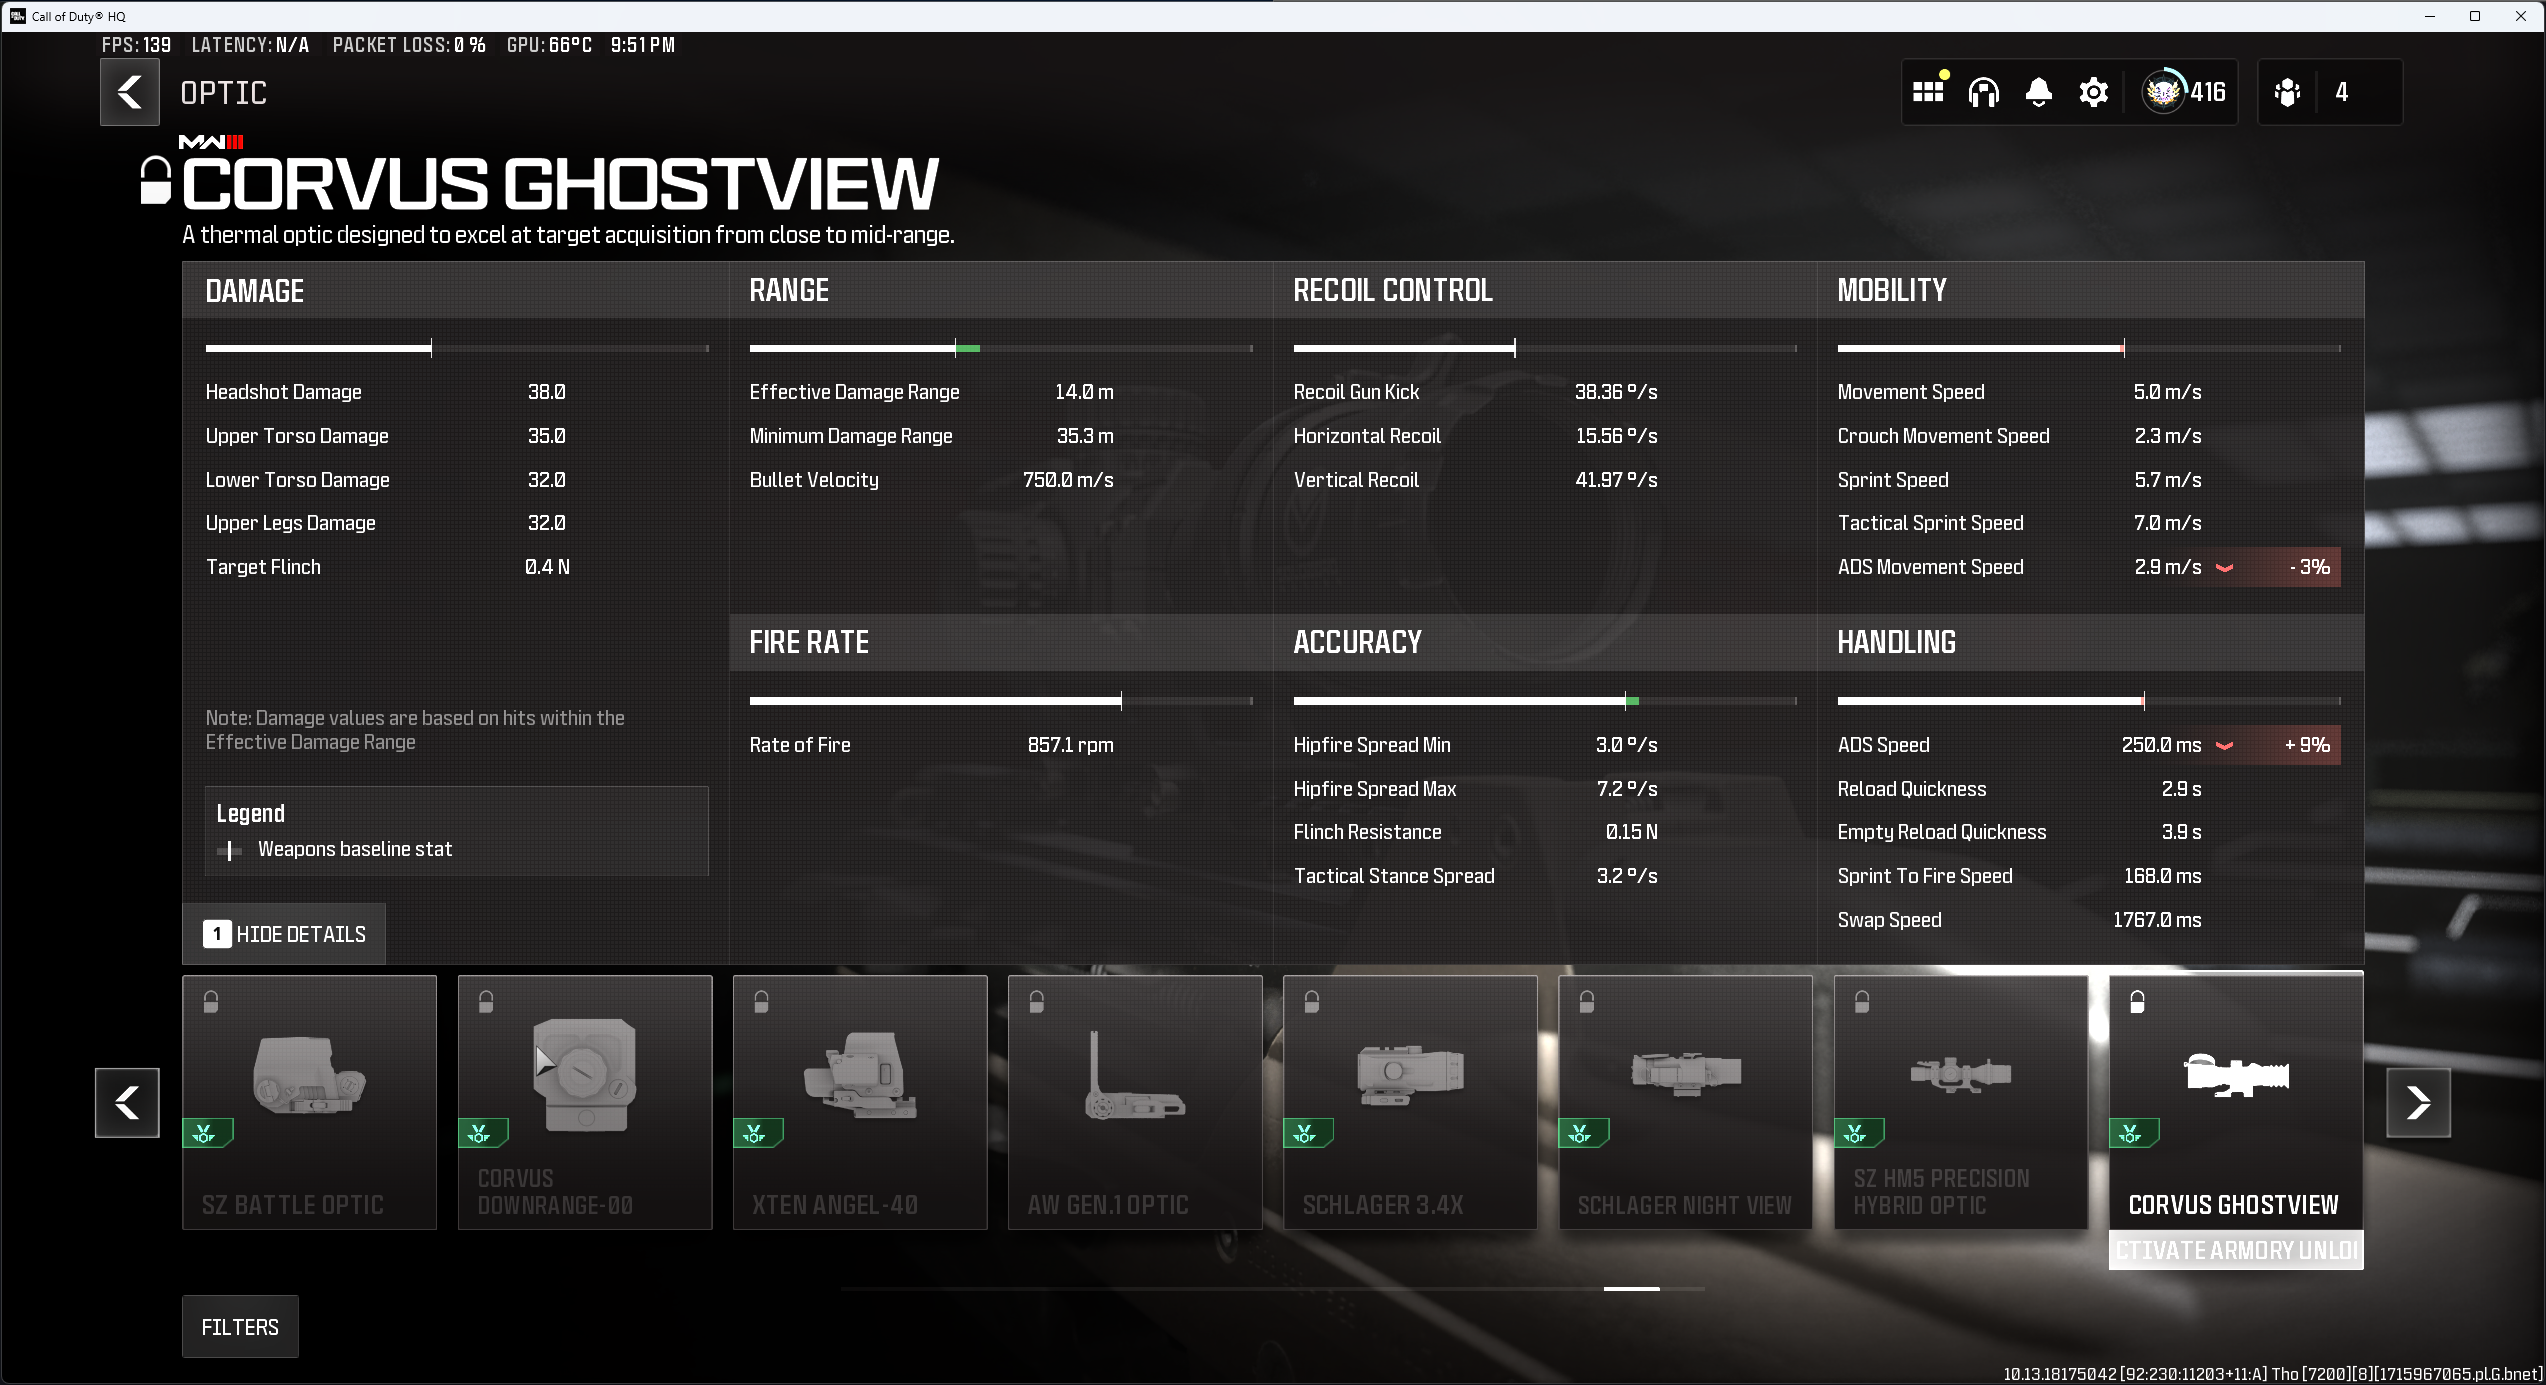 Call of Duty® HQ
FPS: 139 LATENCY: N/A PACKET LOSS: 0 % GPU: 66°C 9:51 PM
OPTIC
416
4
MWIII
CORVUS GHOSTVIEW
A thermal optic designed to excel at target acquisition from close to mid-range.
DAMAGE
Headshot Damage 38.0
Upper Torso Damage 35.0
Lower Torso Damage 32.0
Upper Legs Damage 32.0
Target Flinch 0.4 N
Note: Damage values are based on hits within the
Effective Damage Range
Legend
Weapons baseline stat
1 HIDE DETAILS
RANGE
Effective Damage Range 14.0 m
Minimum Damage Range 35.3 m
Bullet Velocity 750.0 m/s
FIRE RATE
Rate of Fire 857.1 rpm
RECOIL CONTROL
Recoil Gun Kick 38.36 º/s
Horizontal Recoil 15.56 º/s
Vertical Recoil 41.97 º/s
ACCURACY
Hipfire Spread Min 3.0 º/s
Hipfire Spread Max 7.2 º/s
Flinch Resistance 0.15 N
Tactical Stance Spread 3.2 º/s
MOBILITY
Movement Speed 5.0 m/s
Crouch Movement Speed 2.3 m/s
Sprint Speed 5.7 m/s
Tactical Sprint Speed 7.0 m/s
ADS Movement Speed 2.9 m/s - 3%
HANDLING
ADS Speed 250.0 ms + 9%
Reload Quickness 2.9 s
Empty Reload Quickness 3.9 s
Sprint To Fire Speed 168.0 ms
Swap Speed 1767.0 ms
SZ BATTLE OPTIC
CORVUS
DOWNRANGE-00
XTEN ANGEL-40
AW GEN.1 OPTIC
SCHLAGER 3.4X
SCHLAGER NIGHT VIEW
SZ HM5 PRECISION
HYBRID OPTIC
CORVUS GHOSTVIEW
CTIVATE ARMORY UNLO
FILTERS
10.13.18175042 [92:230:11203+11:A] Tho [7200][8][1715967065.pl.G.bnet]